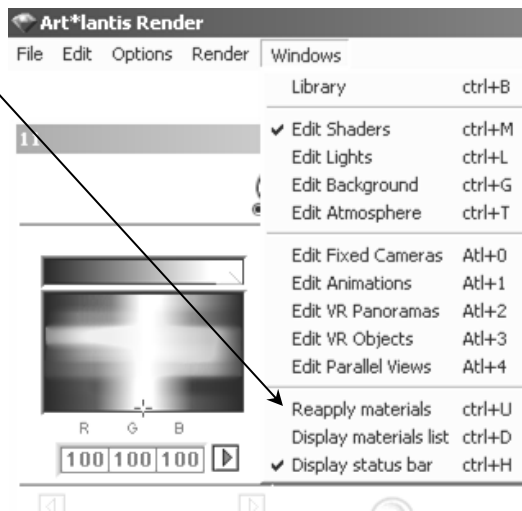 Art*lantis Render
File Edit Options Render Windows
Library ctrl+B
✔ Edit Shaders ctrl+M
Edit Lights ctrl+L
Edit Background ctrl+G
Edit Atmosphere ctrl+T
Edit Fixed Cameras Atl+0
Edit Animations Atl+1
Edit VR Panoramas Atl+2
Edit VR Objects Atl+3
Edit Parallel Views Atl+4
Reapply materials ctrl+U
Display materials list ctrl+D
✔ Display status bar ctrl+H
11
R G B
100 100 100